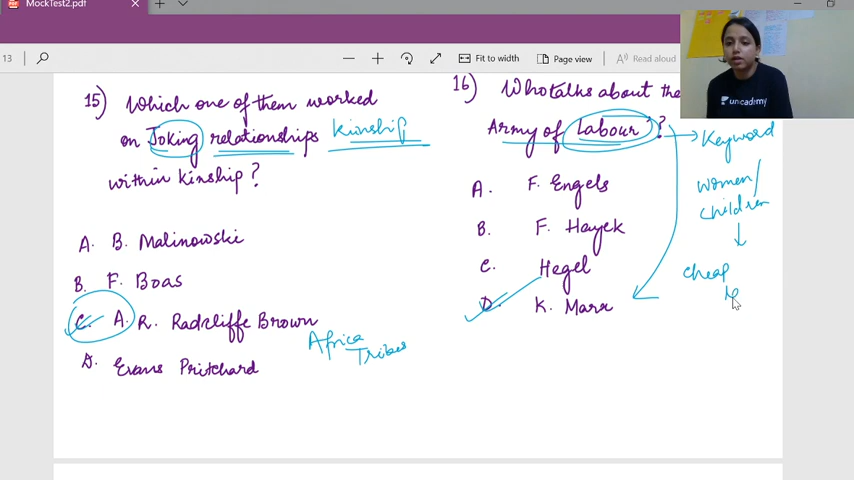 MockTest2.pdf
13
Fit to width
Page view
Read aloud
unacademy
15) Which one of them worked
on Joking relationships kinship
within kinship?
A. B. Malinowski
B. F. Boas
C. A. R. Radcliffe Brown
Africa
Tribes
D. Evans Pritchard
16) Who talks about the
Army of Labour'?
Keyword
women/
children
cheap
A. F. Engels
B. F. Hayek
C. Hegel
D. K. Marx